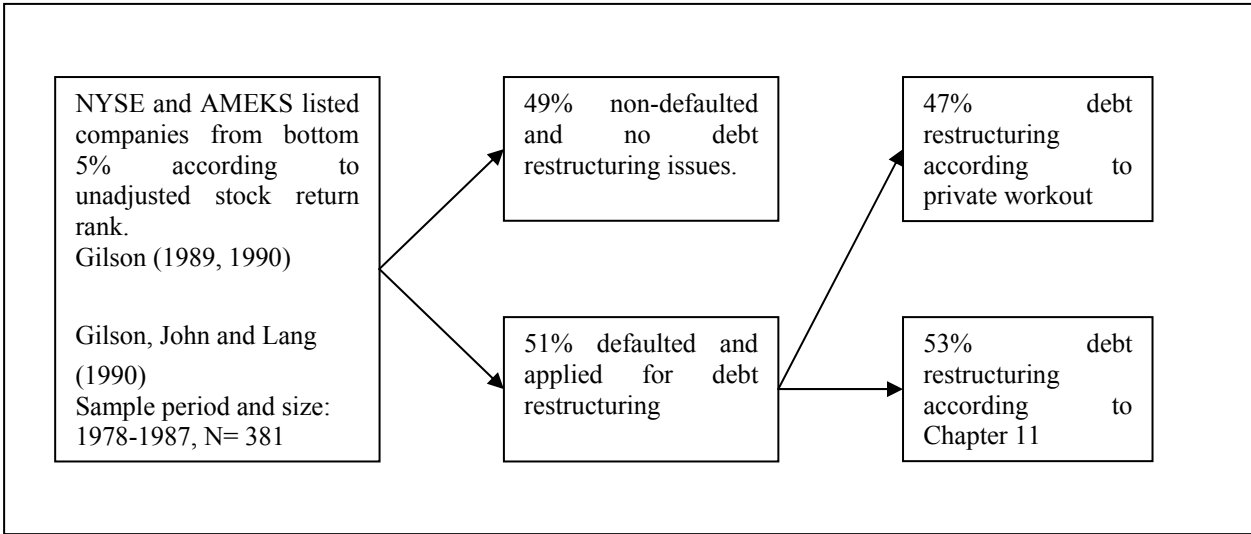 NYSE and AMEKS listed
companies from bottom
5% according to
unadjusted stock return
rank.
Gilson (1989, 1990)
Gilson, John and Lang
(1990)
Sample period and size:
1978-1987, N= 381
49% non-defaulted
and no debt
restructuring issues.
51% defaulted and
applied for debt
restructuring
47% debt
restructuring
according to
private workout
53% debt
restructuring
according to
Chapter 11